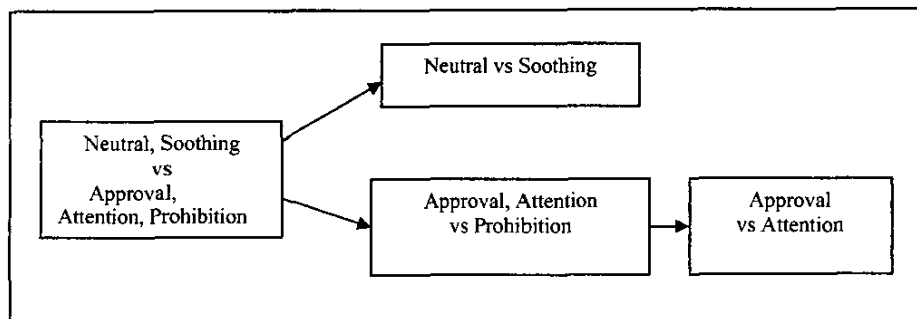 Neutral vs Soothing
Neutral, Soothing
vs
Approval,
Attention, Prohibition
Approval, Attention
vs Prohibition
Approval
vs Attention